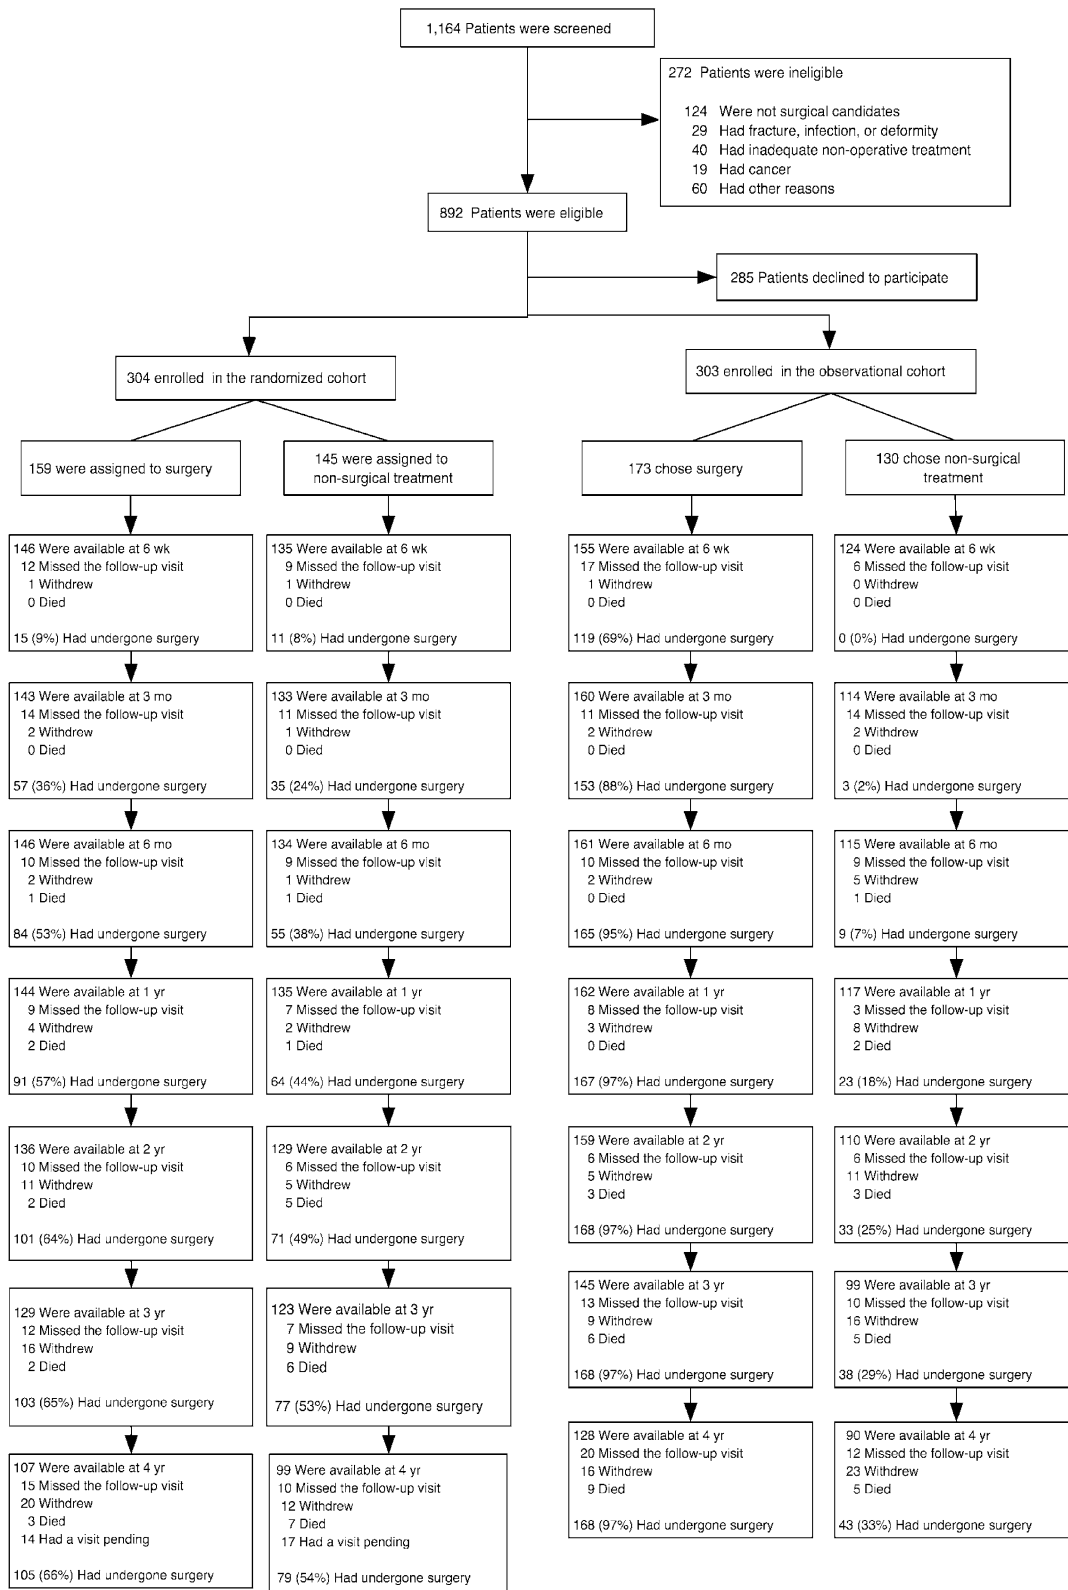 1,164 Patients were screened
272 Patients were ineligible
124 Were not surgical candidates
29 Had fracture, infection, or deformity
40 Had inadequate non-operative treatment
19 Had cancer
60 Had other reasons
892 Patients were eligible
285 Patients declined to participate
304 enrolled in the randomized cohort
303 enrolled in the observational cohort
159 were assigned to surgery
145 were assigned to
non-surgical treatment
173 chose surgery
130 chose non-surgical
treatment
146 Were available at 6 wk
12 Missed the follow-up visit
1 Withdrew
0 Died
15 (9%) Had undergone surgery
135 Were available at 6 wk
9 Missed the follow-up visit
1 Withdrew
0 Died
11 (8%) Had undergone surgery
155 Were available at 6 wk
17 Missed the follow-up visit
1 Withdrew
0 Died
119 (69%) Had undergone surgery
124 Were available at 6 wk
6 Missed the follow-up visit
0 Withdrew
0 Died
0 (0%) Had undergone surgery
143 Were available at 3 mo
14 Missed the follow-up visit
2 Withdrew
0 Died
57 (36%) Had undergone surgery
133 Were available at 3 mo
11 Missed the follow-up visit
1 Withdrew
0 Died
35 (24%) Had undergone surgery
160 Were available at 3 mo
11 Missed the follow-up visit
2 Withdrew
0 Died
153 (88%) Had undergone surgery
114 Were available at 3 mo
14 Missed the follow-up visit
2 Withdrew
0 Died
3 (2%) Had undergone surgery
146 Were available at 6 mo
10 Missed the follow-up visit
2 Withdrew
1 Died
84 (53%) Had undergone surgery
134 Were available at 6 mo
9 Missed the follow-up visit
1 Withdrew
1 Died
55 (38%) Had undergone surgery
161 Were available at 6 mo
10 Missed the follow-up visit
2 Withdrew
0 Died
165 (95%) Had undergone surgery
115 Were available at 6 mo
9 Missed the follow-up visit
5 Withdrew
1 Died
9 (7%) Had undergone surgery
144 Were available at 1 yr
9 Missed the follow-up visit
4 Withdrew
2 Died
91 (57%) Had undergone surgery
135 Were available at 1 yr
7 Missed the follow-up visit
2 Withdrew
1 Died
64 (44%) Had undergone surgery
162 Were available at 1 yr
8 Missed the follow-up visit
3 Withdrew
0 Died
167 (97%) Had undergone surgery
117 Were available at 1 yr
3 Missed the follow-up visit
8 Withdrew
2 Died
23 (18%) Had undergone surgery
136 Were available at 2 yr
10 Missed the follow-up visit
11 Withdrew
2 Died
101 (64%) Had undergone surgery
129 Were available at 2 yr
6 Missed the follow-up visit
5 Withdrew
5 Died
71 (49%) Had undergone surgery
159 Were available at 2 yr
6 Missed the follow-up visit
5 Withdrew
3 Died
168 (97%) Had undergone surgery
110 Were available at 2 yr
6 Missed the follow-up visit
11 Withdrew
3 Died
33 (25%) Had undergone surgery
129 Were available at 3 yr
12 Missed the follow-up visit
16 Withdrew
2 Died
103 (65%) Had undergone surgery
123 Were available at 3 yr
7 Missed the follow-up visit
9 Withdrew
6 Died
77 (53%) Had undergone surgery
145 Were available at 3 yr
13 Missed the follow-up visit
9 Withdrew
6 Died
168 (97%) Had undergone surgery
99 Were available at 3 yr
10 Missed the follow-up visit
16 Withdrew
5 Died
38 (29%) Had undergone surgery
107 Were available at 4 yr
15 Missed the follow-up visit
20 Withdrew
3 Died
14 Had a visit pending
105 (66%) Had undergone surgery
99 Were available at 4 yr
10 Missed the follow-up visit
12 Withdrew
7 Died
17 Had a visit pending
79 (54%) Had undergone surgery
128 Were available at 4 yr
20 Missed the follow-up visit
16 Withdrew
9 Died
168 (97%) Had undergone surgery
90 Were available at 4 yr
12 Missed the follow-up visit
23 Withdrew
5 Died
43 (33%) Had undergone surgery